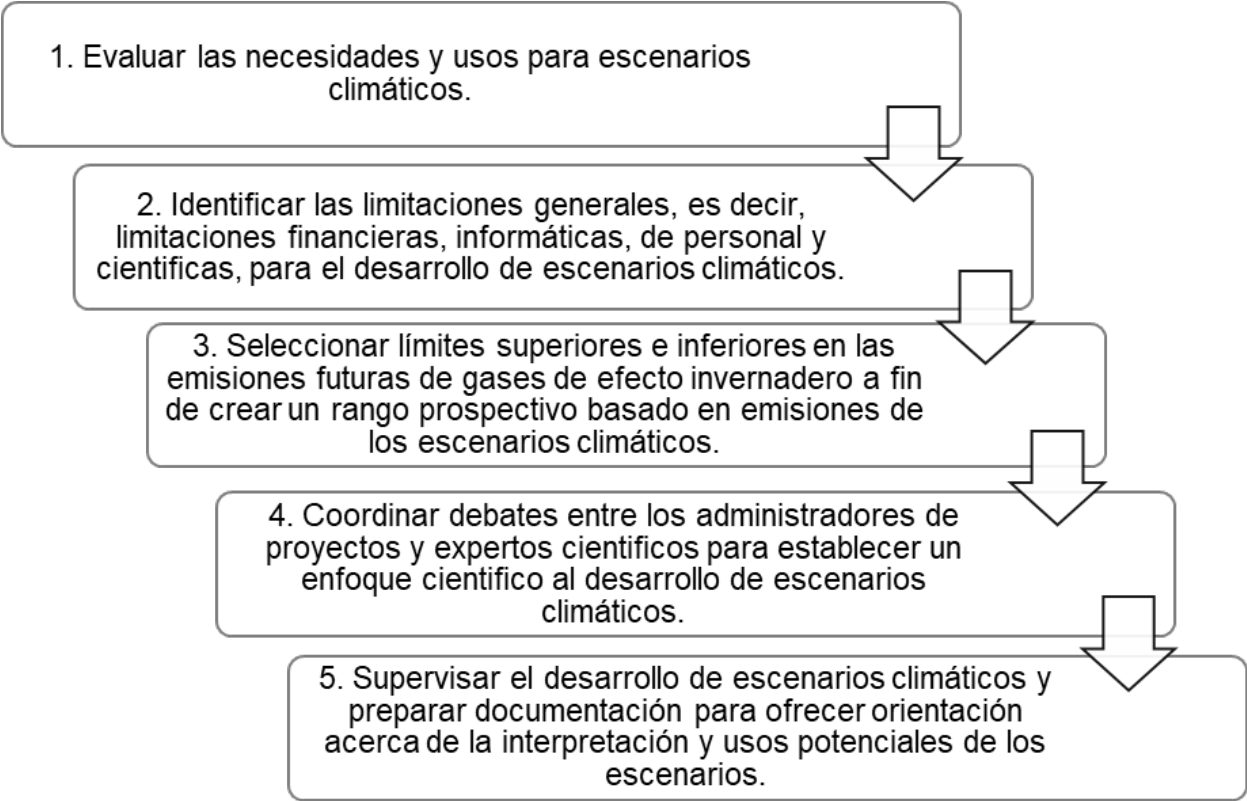 1. Evaluar las necesidades y usos para escenarios
climáticos.
2. Identificar las limitaciones generales, es decir,
limitaciones financieras, informáticas, de personal y
cientificas, para el desarrollo de escenarios climáticos.
3. Seleccionar límites superiores e inferiores en las
emisiones futuras de gases de efecto invernadero a fin
de crear un rango prospectivo basado en emisiones de
los escenarios climáticos.
4. Coordinar debates entre los administradores de
proyectos y expertos cientificos para establecer un
enfoque cientifico al desarrollo de escenarios
climáticos.
5. Supervisar el desarrollo de escenarios climáticos y
preparar documentación para ofrecer orientación
acerca de la interpretación y usos potenciales de los
escenarios.